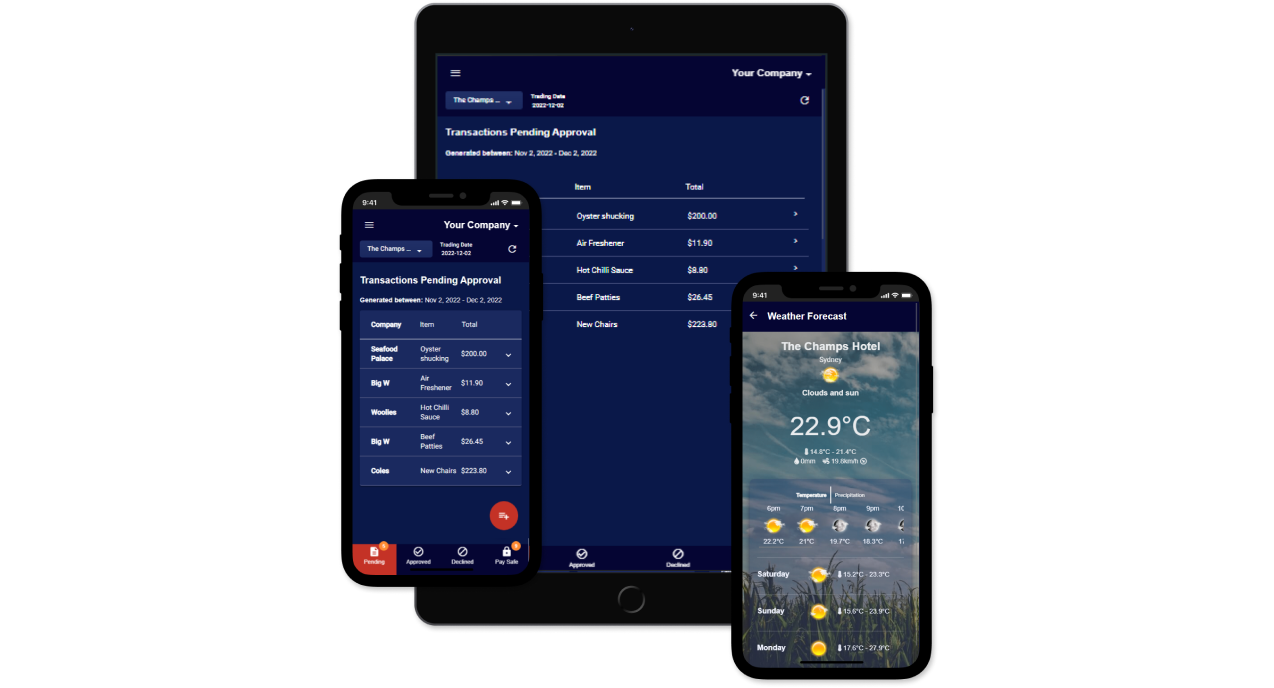 Your Company
The Champs ...
Trading Date
2022-12-02
Transactions Pending Approval
Generated between: Nov 2, 2022 - Dec 2, 2022
Item Total
Oyster shucking $200.00
Air Freshener $11.90
Hot Chilli Sauce $8.80
Beef Patties $26.45
New Chairs $223.80
Approved Declined
9:41
Your Company
The Champs ...
Trading Date
2022-12-02
Transactions Pending Approval
Generated between: Nov 2, 2022 - Dec 2, 2022
Company Item Total
Seafood
Palace
Oyster
shucking
$200.00
Big W
Air
Freshener
$11.90
Woolies
Hot Chilli
Sauce
$8.80
Big W
Beef
Patties
$26.45
Coles New Chairs $223.80
5
Pending Approved Declined Pay Safe
9:41
Weather Forecast
The Champs Hotel
Sydney
Clouds and sun
22.9°C
14.8°C - 21.4°C
0mm 19.8km/h
Temperature Precipitation
6pm 7pm 8pm 9pm 10
22.2°C 21°C 19.7°C 18.3°C 17
Saturday 15.2°C - 23.3°C
Sunday 15.6°C - 23.9°C
Monday 17.6°C - 27.9°C